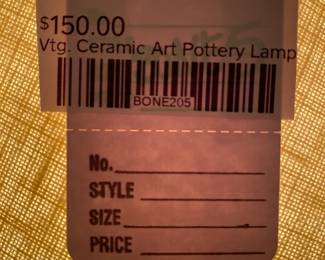 $150.00
Vtg. Ceramic Art Pottery Lamp
BONE205
No.
STYLE
SIZE
PRICE